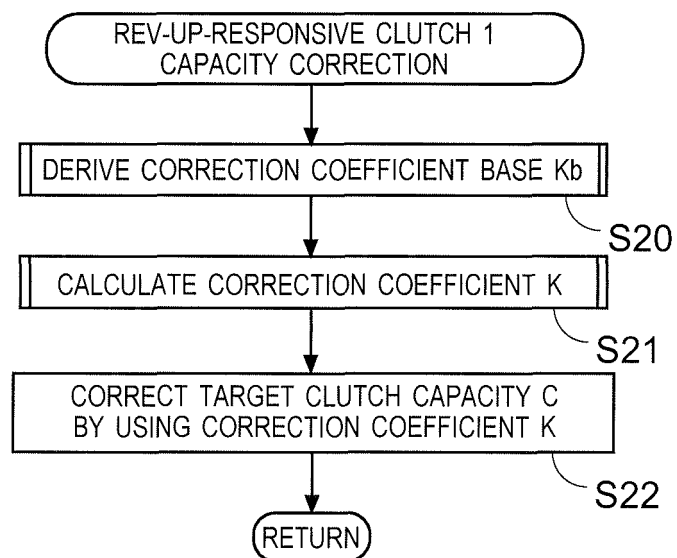 REV-UP-RESPONSIVE CLUTCH 1
CAPACITY CORRECTION
DERIVE CORRECTION COEFFICIENT BASE Kb
S20
CALCULATE CORRECTION COEFFICIENT K
S21
CORRECT TARGET CLUTCH CAPACITY C
BY USING CORRECTION COEFFICIENT K
S22
RETURN